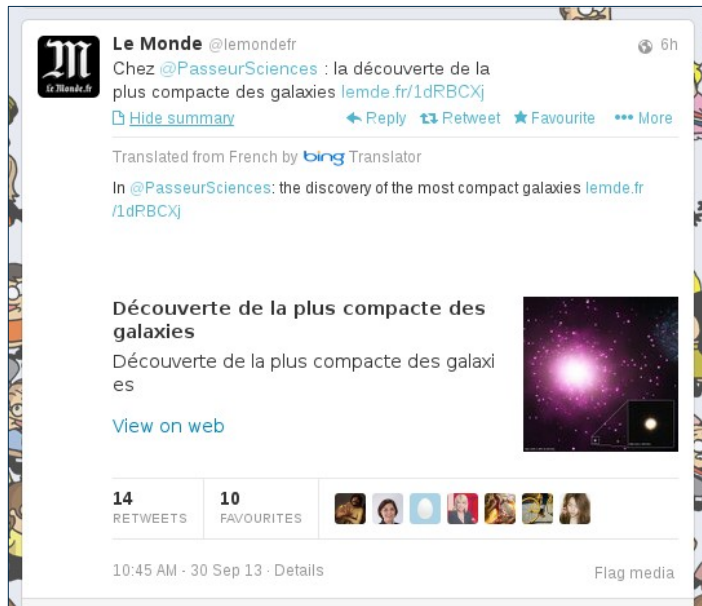 Le Monde @lemondefr 6h
Chez @PasseurSciences : la découverte de la
plus compacte des galaxies lemde.fr/1dRBCXj
Hide summary Reply Retweet Favourite More
Translated from French by bing Translator
In @PasseurSciences: the discovery of the most compact galaxies lemde.fr
/1dRBCXj
Découverte de la plus compacte des
galaxies
Découverte de la plus compacte des galaxi
es
View on web
14 10
RETWEETS FAVOURITES
10:45 AM - 30 Sep 13 · Details Flag media